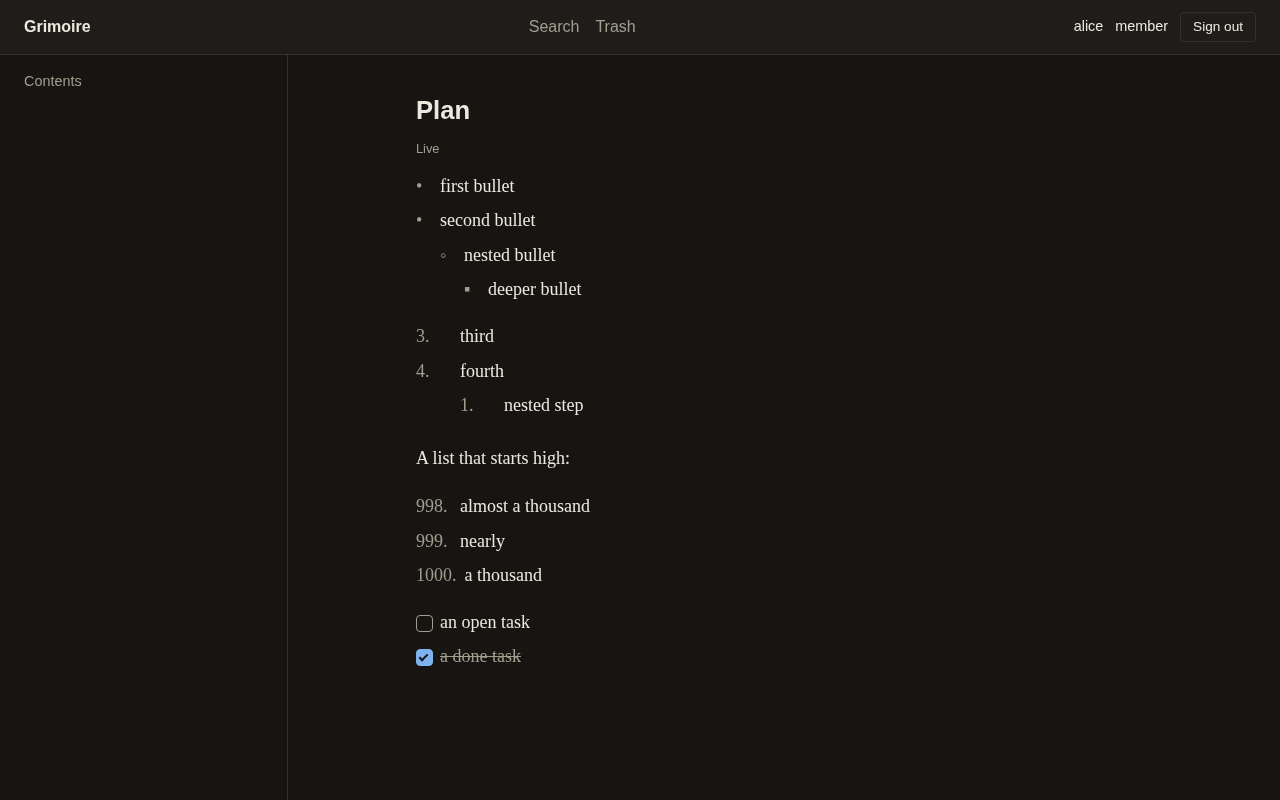 Grimoire
Search Trash
alice member Sign out
Contents
Plan
Live
• first bullet
• second bullet
◦ nested bullet
▪ deeper bullet
3. third
4. fourth
1. nested step
A list that starts high:
998. almost a thousand
999. nearly
1000. a thousand
an open task
a done task